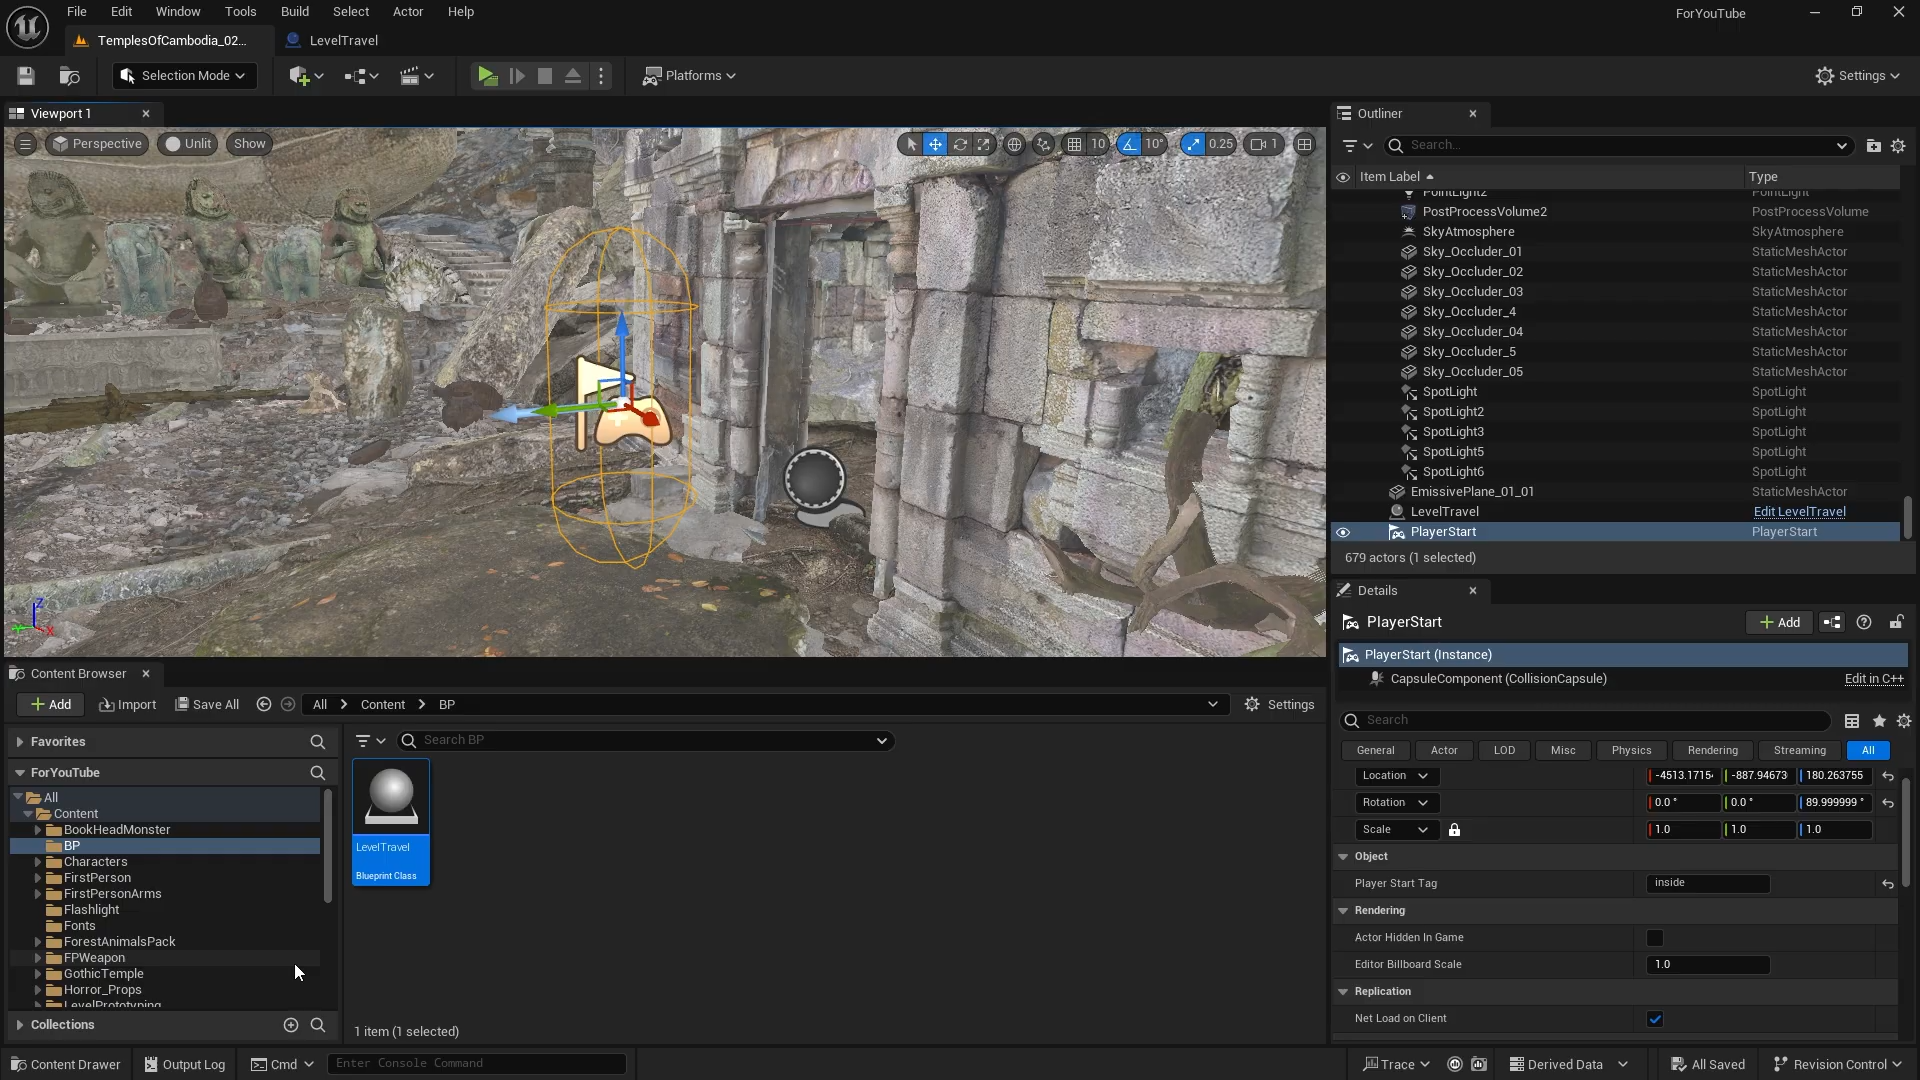 File Edit Window Tools Build Select Actor Help
ForYouTube
TemplesOfCambodia_02... LevelTravel
Selection Mode Platforms Settings
Viewport 1
Perspective Unlit Show 10 10° 0.25 1
Outliner
Search...
Item Label Type
PointLight2 PointLight
PostProcessVolume2 PostProcessVolume
SkyAtmosphere SkyAtmosphere
Sky_Occluder_01 StaticMeshActor
Sky_Occluder_02 StaticMeshActor
Sky_Occluder_03 StaticMeshActor
Sky_Occluder_4 StaticMeshActor
Sky_Occluder_04 StaticMeshActor
Sky_Occluder_5 StaticMeshActor
Sky_Occluder_05 StaticMeshActor
SpotLight SpotLight
SpotLight2 SpotLight
SpotLight3 SpotLight
SpotLight5 SpotLight
SpotLight6 SpotLight
EmissivePlane_01_01 StaticMeshActor
LevelTravel Edit LevelTravel
PlayerStart PlayerStart
679 actors (1 selected)
Details
PlayerStart Add
PlayerStart (Instance)
CapsuleComponent (CollisionCapsule) Edit in C++
Search
General Actor LOD Misc Physics Rendering Streaming All
Location -4513.1715 -887.94673 180.263755
Rotation 0.0 ° 0.0 ° 89.999999 °
Scale 1.0 1.0 1.0
Object
Player Start Tag inside
Rendering
Actor Hidden In Game
Editor Billboard Scale 1.0
Replication
Net Load on Client
Z
Y X
Content Browser
Add Import Save All All Content BP Settings
Favorites
Search BP
ForYouTube
All
Content
BookHeadMonster
BP
Characters
FirstPerson
FirstPersonArms
Flashlight
Fonts
ForestAnimalsPack
FPWeapon
GothicTemple
Horror_Props
LevelPrototyping
Collections
LevelTravel
Blueprint Class
1 item (1 selected)
Content Drawer Output Log Cmd Enter Console Command Trace Derived Data All Saved Revision Control